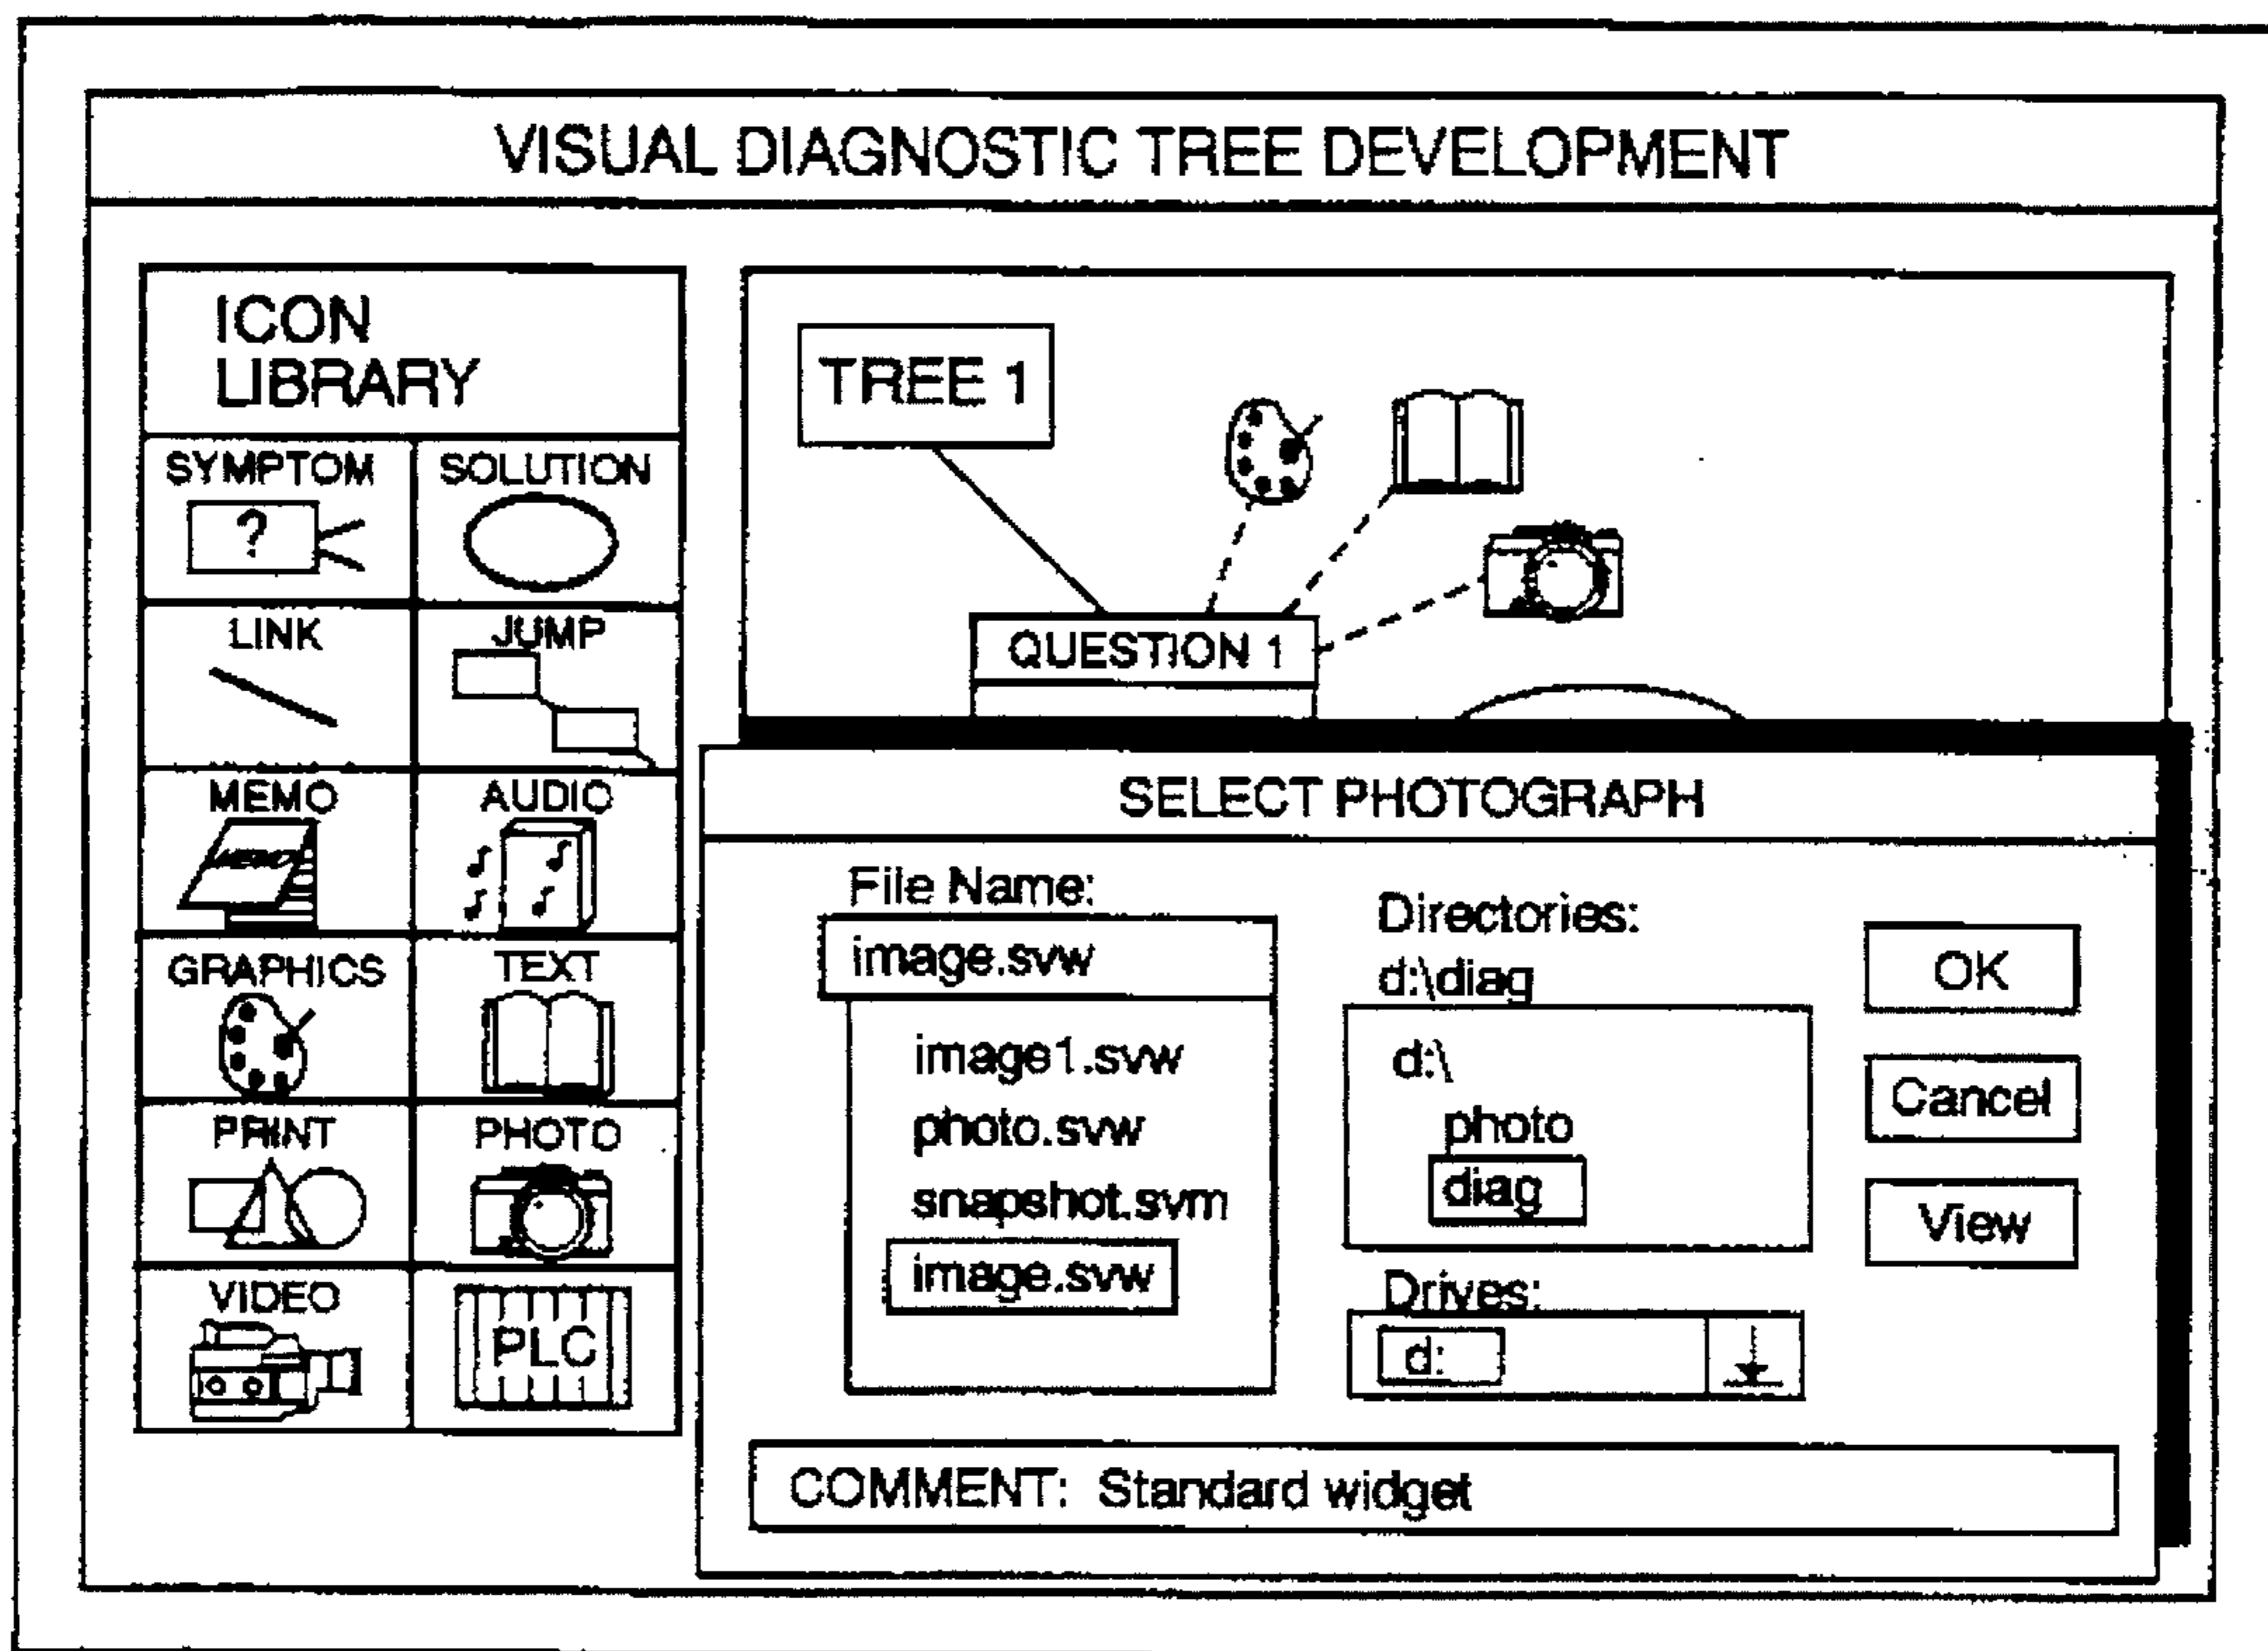 VISUAL DIAGNOSTIC TREE DEVELOPMENT
ICON
LIBRARY
SYMPTOM
?
SOLUTION
LINK
JUMP
MEMO
MEMO
AUDIO
GRAPHICS
TEXT
PRINT
PHOTO
VIDEO
PLC
TREE 1
QUESTION 1
SELECT PHOTOGRAPH
File Name:
image.svw
image1.svw
photo.svw
snapshot.svm
image.svw
Directories:
d:\diag
d:\
photo
diag
Drives:
d:
OK
Cancel
View
COMMENT: Standard widget